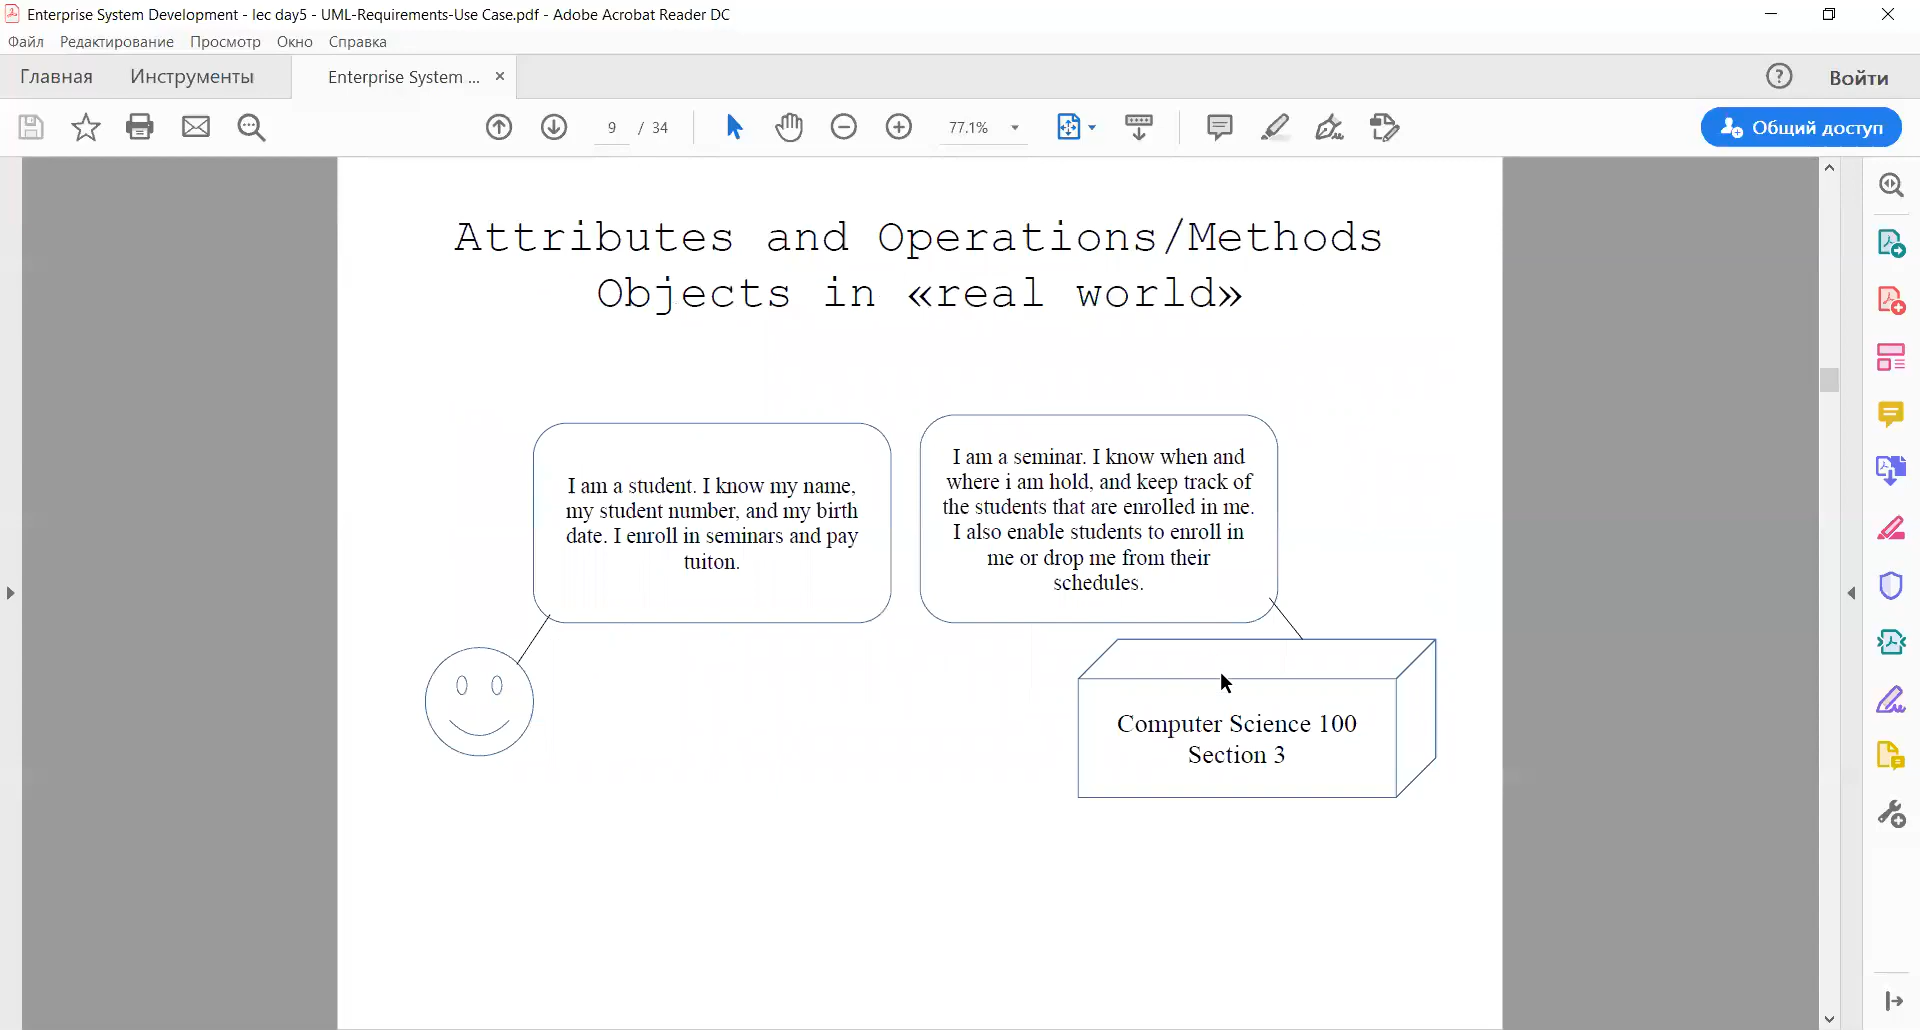 Enterprise System Development - lec day5 - UML-Requirements-Use Case.pdf - Adobe Acrobat Reader DC
Файл Редактирование Просмотр Окно Справка
Главная Инструменты Enterprise System ... Войти
9 / 34 77.1% Общий доступ
Attributes and Operations/Methods
Objects in «real world»
I am a student. I know my name,
my student number, and my birth
date. I enroll in seminars and pay
tuiton.
I am a seminar. I know when and
where i am hold, and keep track of
the students that are enrolled in me.
I also enable students to enroll in
me or drop me from their
schedules.
Computer Science 100
Section 3